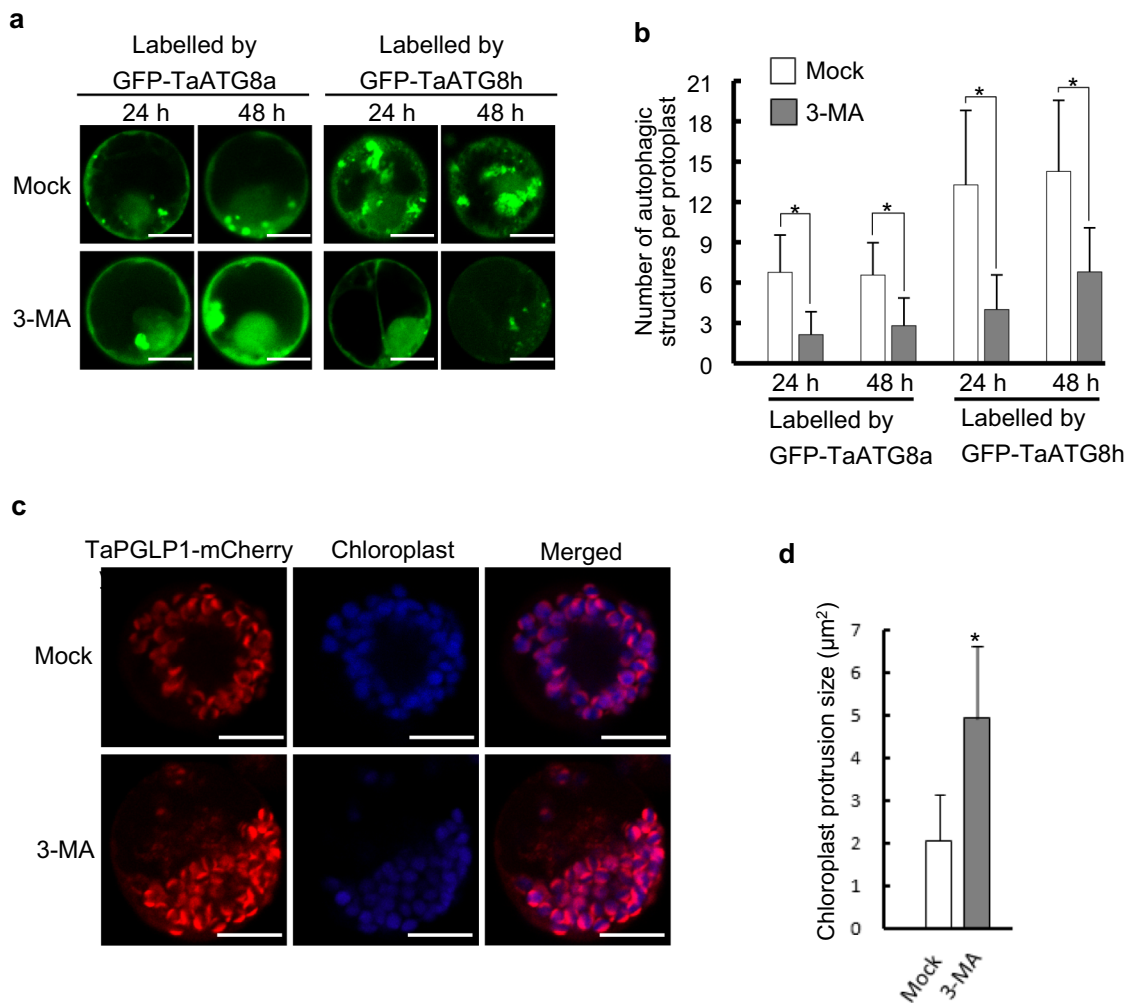 a
Labelled by
GFP-TaATG8a
Labelled by
GFP-TaATG8h
24 h
48 h
24 h
48 h
Mock
3-MA
b
Number of autophagic
structures per protoplast
21
18
15
12
9
6
3
0
Mock
3-MA
*
*
*
*
24 h
48 h
24 h
48 h
Labelled by
GFP-TaATG8a
Labelled by
GFP-TaATG8h
c
TaPGLP1-mCherry
Chloroplast
Merged
Mock
3-MA
d
Chloroplast protrusion size (µm²)
7
6
5
4
3
2
1
0
*
Mock
3-MA